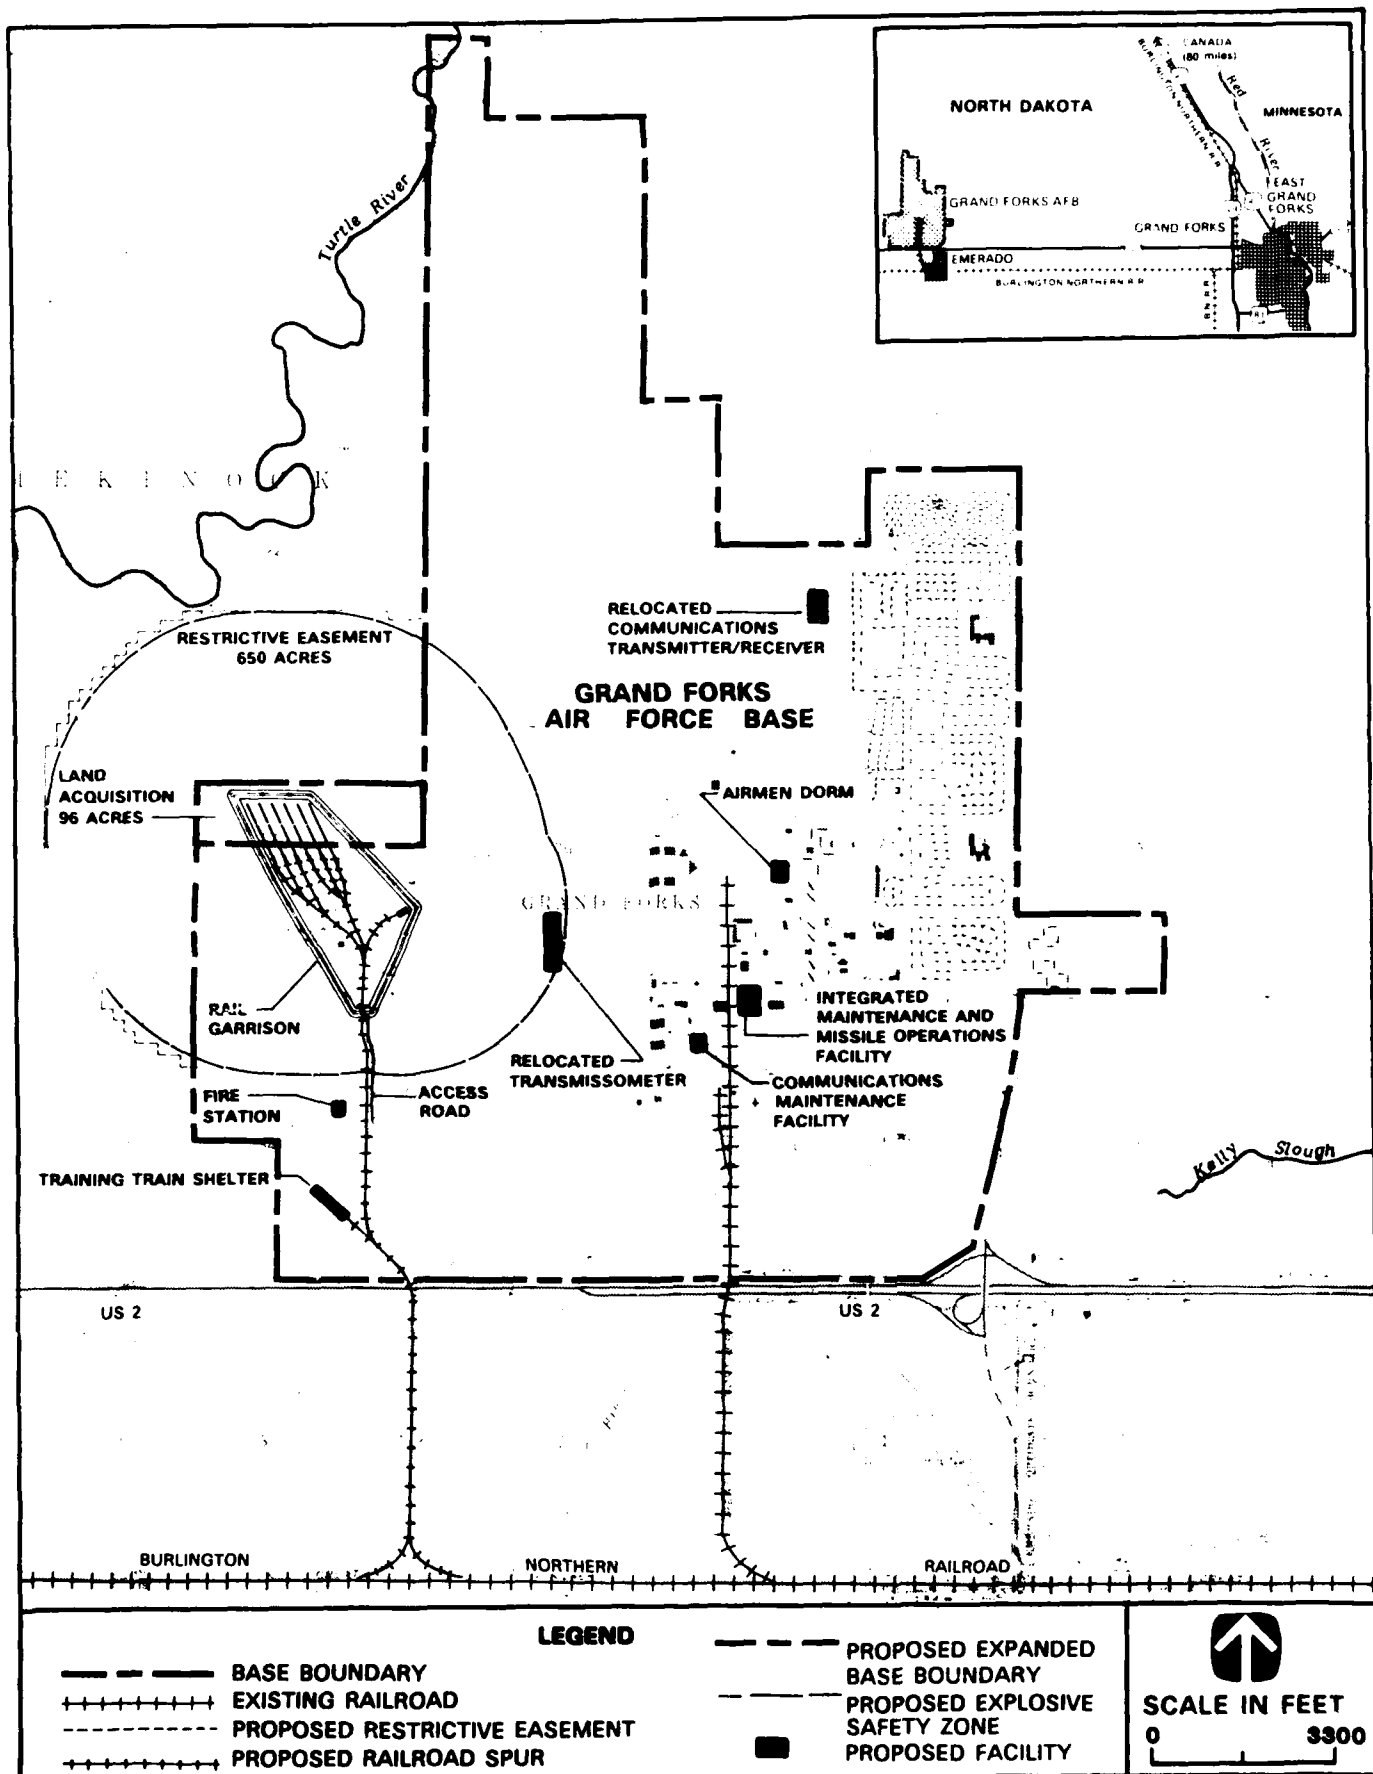 CANADA
(80 miles)
BURLINGTON NORTHERN R.R.
Red
River
NORTH DAKOTA
MINNESOTA
EAST
GRAND
FORKS
GRAND FORKS AFB
GRAND FORKS
EMERADO
BURLINGTON NORTHERN R.R.
B.N.R.R.
81
Turtle River
EKINOCK
RESTRICTIVE EASEMENT
650 ACRES
RELOCATED
COMMUNICATIONS
TRANSMITTER/RECEIVER
GRAND FORKS
AIR FORCE BASE
LAND
ACQUISITION
96 ACRES
AIRMEN DORM
GRAND FORKS
RAIL
GARRISON
INTEGRATED
MAINTENANCE AND
MISSILE OPERATIONS
FACILITY
RELOCATED
TRANSMISSOMETER
COMMUNICATIONS
MAINTENANCE
FACILITY
FIRE
STATION
ACCESS
ROAD
TRAINING TRAIN SHELTER
Kelly Slough
US 2
US 2
BURLINGTON NORTHERN RAILROAD
LEGEND
BASE BOUNDARY
EXISTING RAILROAD
PROPOSED RESTRICTIVE EASEMENT
PROPOSED RAILROAD SPUR
PROPOSED EXPANDED
BASE BOUNDARY
PROPOSED EXPLOSIVE
SAFETY ZONE
PROPOSED FACILITY
SCALE IN FEET
0 3300